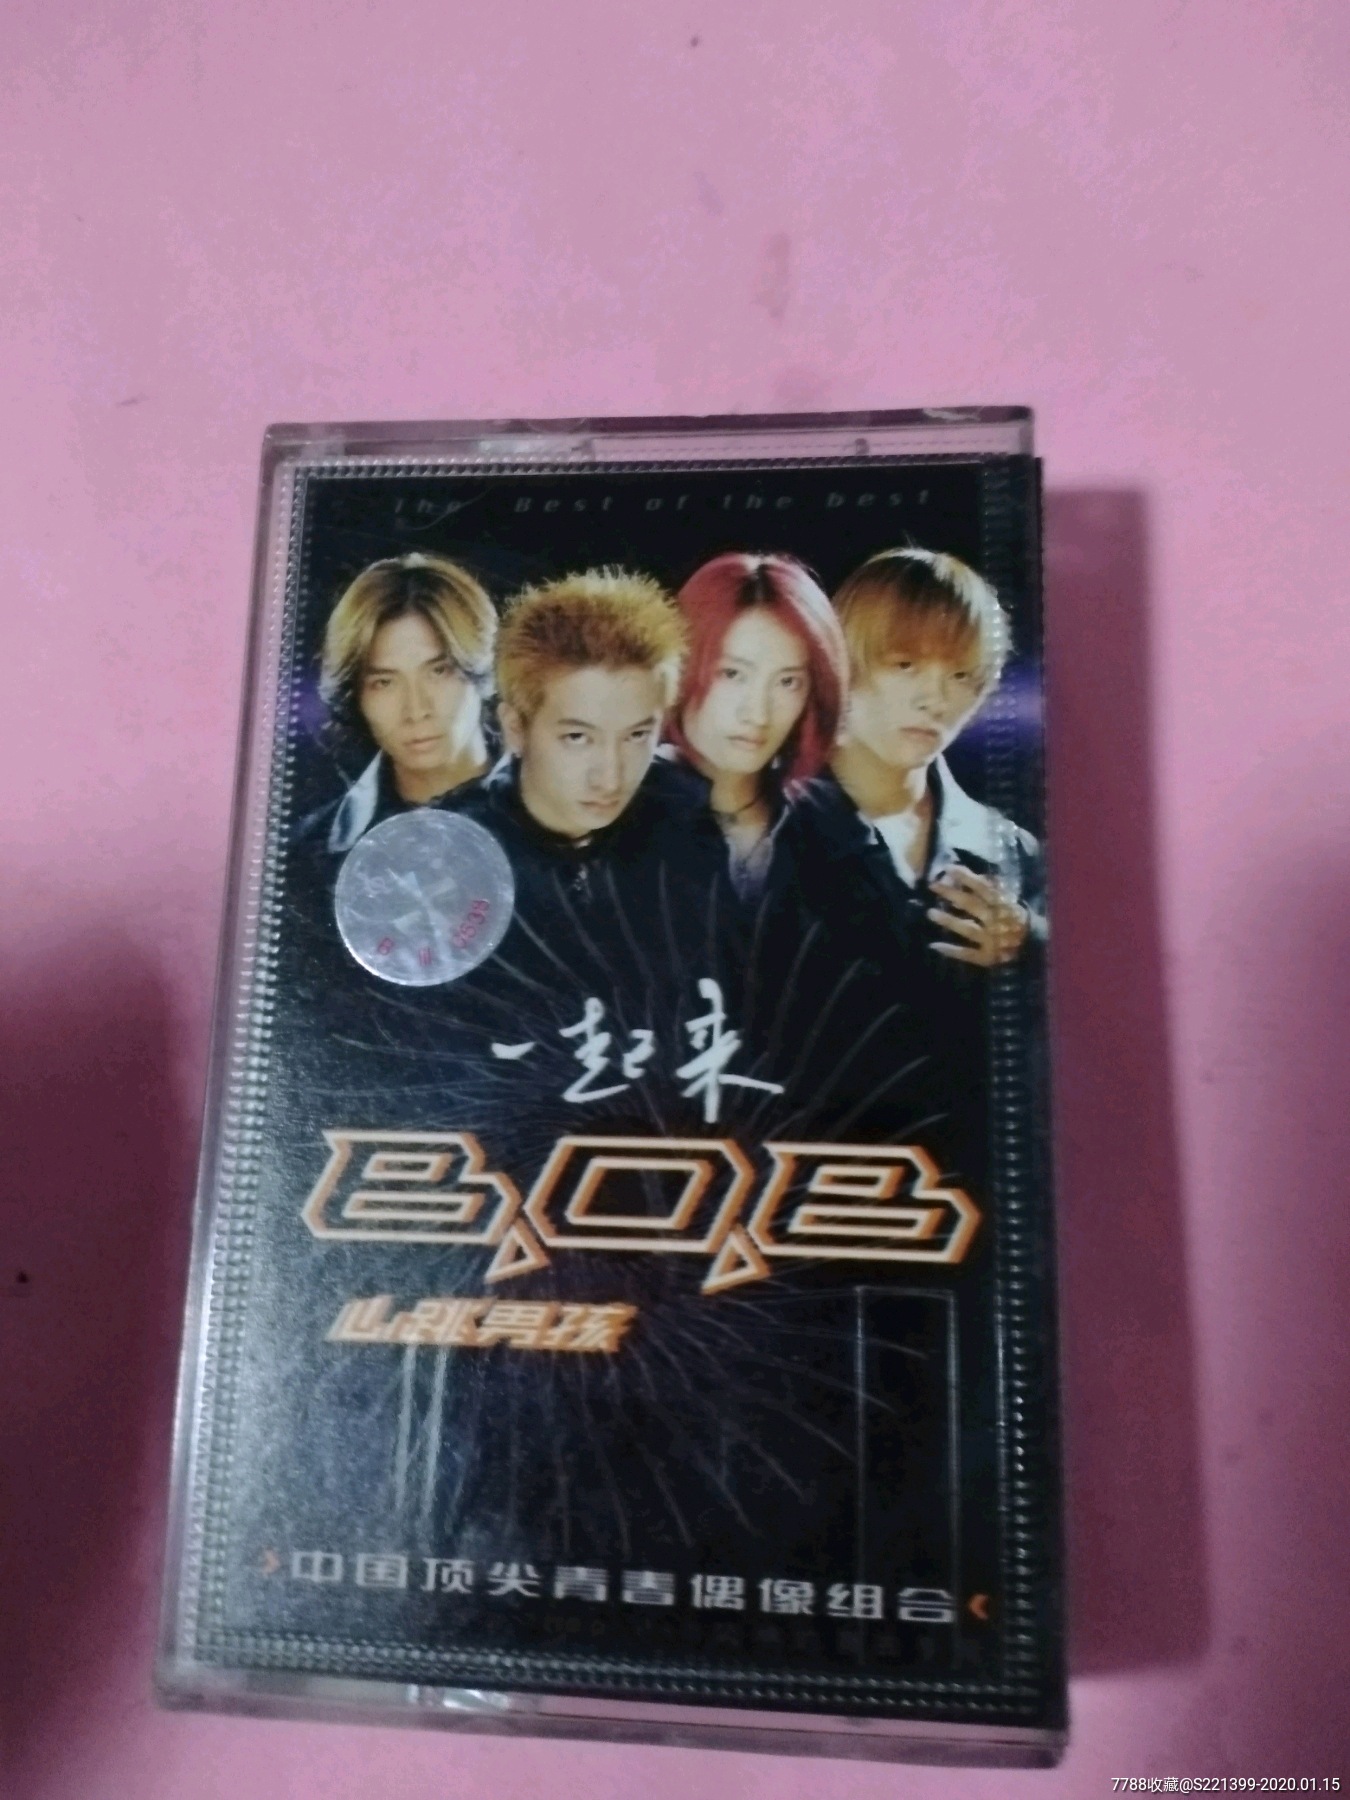 The Best of the best
一起来
B.O.B
心跳男孩
中国顶尖青春偶像组合
7788收藏@S221399-2020.01.15